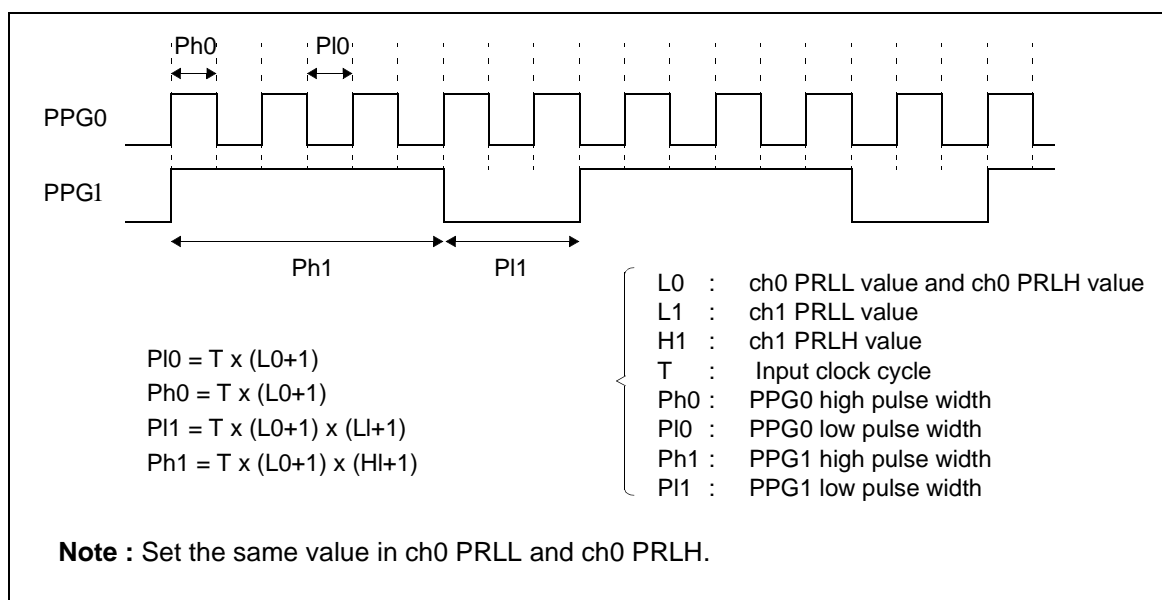 Ph0 Pl0
PPG0
PPG1
Ph1 Pl1
Pl0 = T x (L0+1)
Ph0 = T x (L0+1)
Pl1 = T x (L0+1) x (Ll+1)
Ph1 = T x (L0+1) x (Hl+1)
L0 : ch0 PRLL value and ch0 PRLH value
L1 : ch1 PRLL value
H1 : ch1 PRLH value
T : Input clock cycle
Ph0 : PPG0 high pulse width
Pl0 : PPG0 low pulse width
Ph1 : PPG1 high pulse width
Pl1 : PPG1 low pulse width
Note : Set the same value in ch0 PRLL and ch0 PRLH.